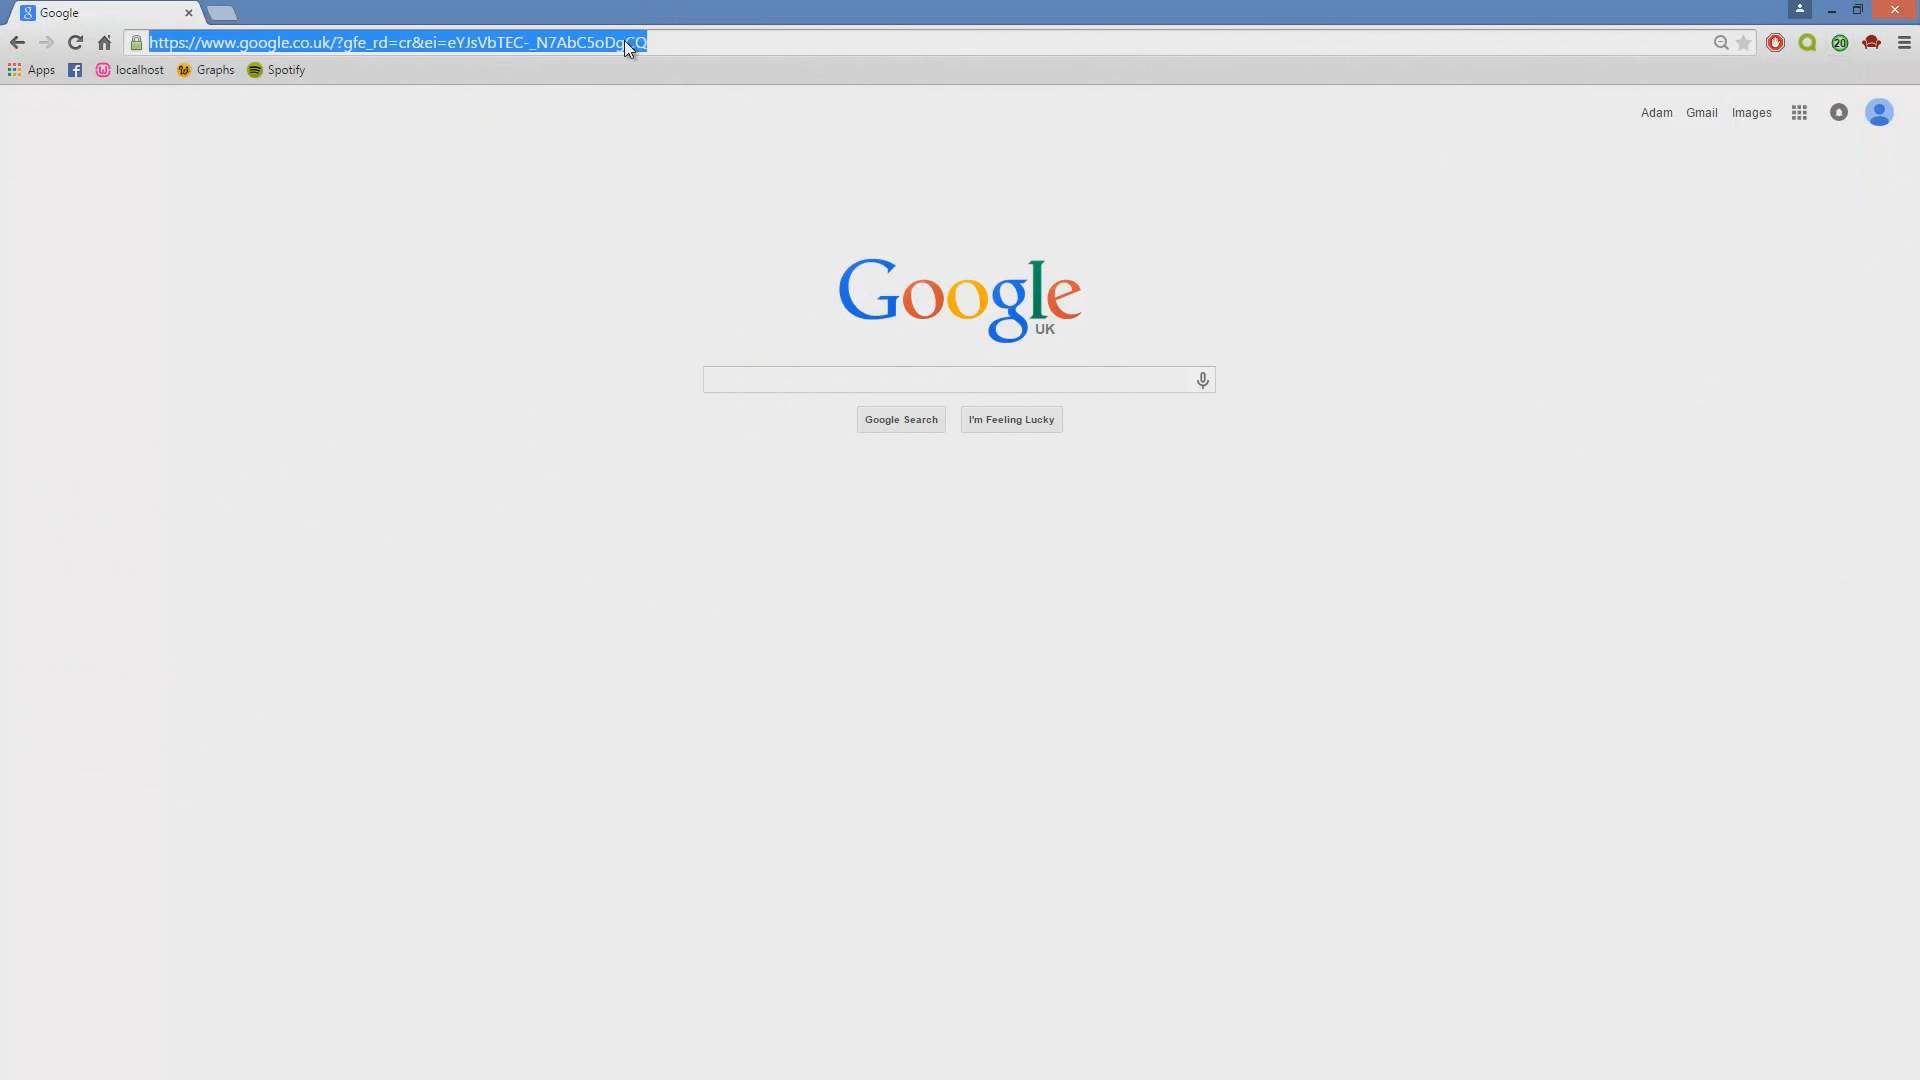 Google
https://www.google.co.uk/?gfe_rd=cr&ei=eYJsVbTEC-_N7AbC5oDgCQ
20
Apps
localhost
Graphs
Spotify
Adam Gmail Images
Google
UK
Google Search
I'm Feeling Lucky